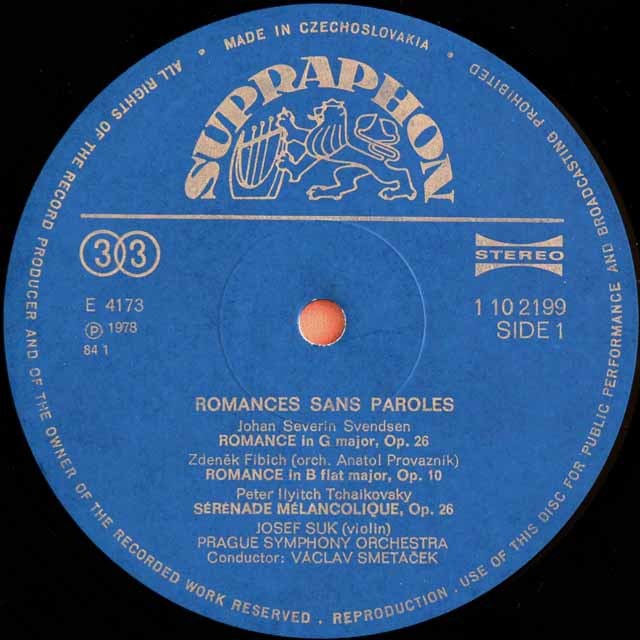 MADE IN CZECHOSLOVAKIA
SUPRAPHON
33
STEREO
E 4173
Ⓟ 1978
84 1
1 10 2199
SIDE 1
ROMANCES SANS PAROLES
Johan Severin Svendsen
ROMANCE in G major, Op. 26
Zdeněk Fibich (orch. Anatol Provazník)
ROMANCE in B flat major, Op. 10
Peter Ilyitch Tchaikovsky
SÉRÉNADE MÉLANCOLIQUE, Op. 26
JOSEF SUK (violin)
PRAGUE SYMPHONY ORCHESTRA
Conductor: VÁCLAV SMETÁČEK
ALL RIGHTS OF THE RECORD PRODUCER AND OF THE OWNER OF THE RECORDED WORK RESERVED . REPRODUCTION . USE OF THIS DISC FOR PUBLIC PERFORMANCE AND BROADCASTING PROHIBITED